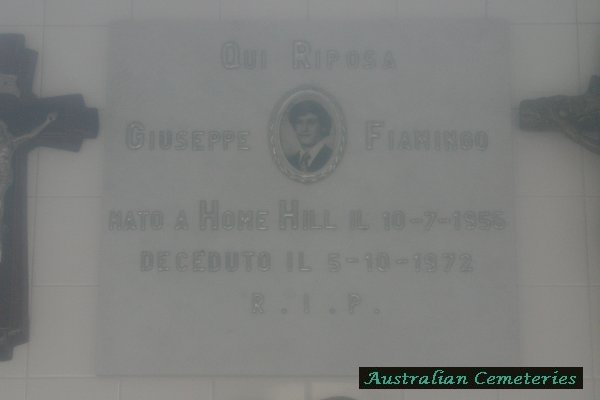 Qui Riposa
Giuseppe Fiamingo
NATO A HOME HILL IL 10-7-1955
DECEDUTO IL 5-10-1972
R.I.P.
Australian Cemeteries